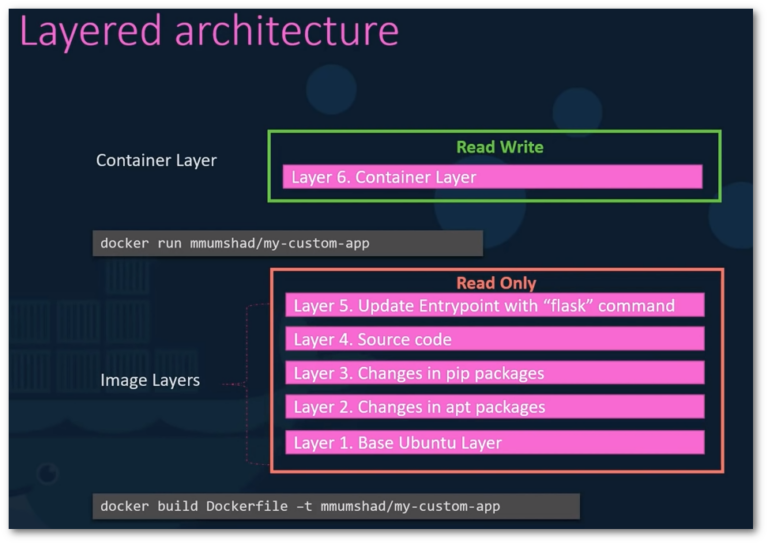 Layered architecture
Read Write
Container Layer
Layer 6. Container Layer
docker run mmumshad/my-custom-app
Read Only
Layer 5. Update Entrypoint with “flask” command
Layer 4. Source code
Layer 3. Changes in pip packages
Image Layers
Layer 2. Changes in apt packages
Layer 1. Base Ubuntu Layer
docker build Dockerfile –t mmumshad/my-custom-app